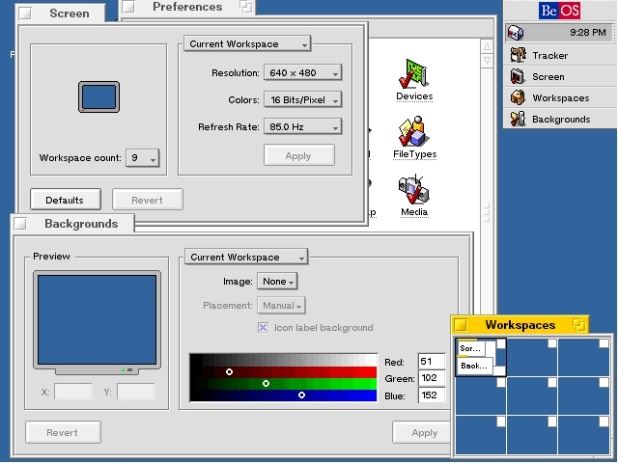 Screen
Preferences
BeOS
9:28 PM
Tracker
Screen
Workspaces
Backgrounds
Current Workspace
Resolution: 640 x 480
Colors: 16 Bits/Pixel
Refresh Rate: 85.0 Hz
Apply
Workspace count: 9
Defaults
Revert
Devices
FileTypes
Media
Backgrounds
Preview
Current Workspace
Image: None
Placement: Manual
Icon label background
Red: 51
Green: 102
Blue: 152
X:
Y:
Revert
Apply
Workspaces
Scr...
Back...